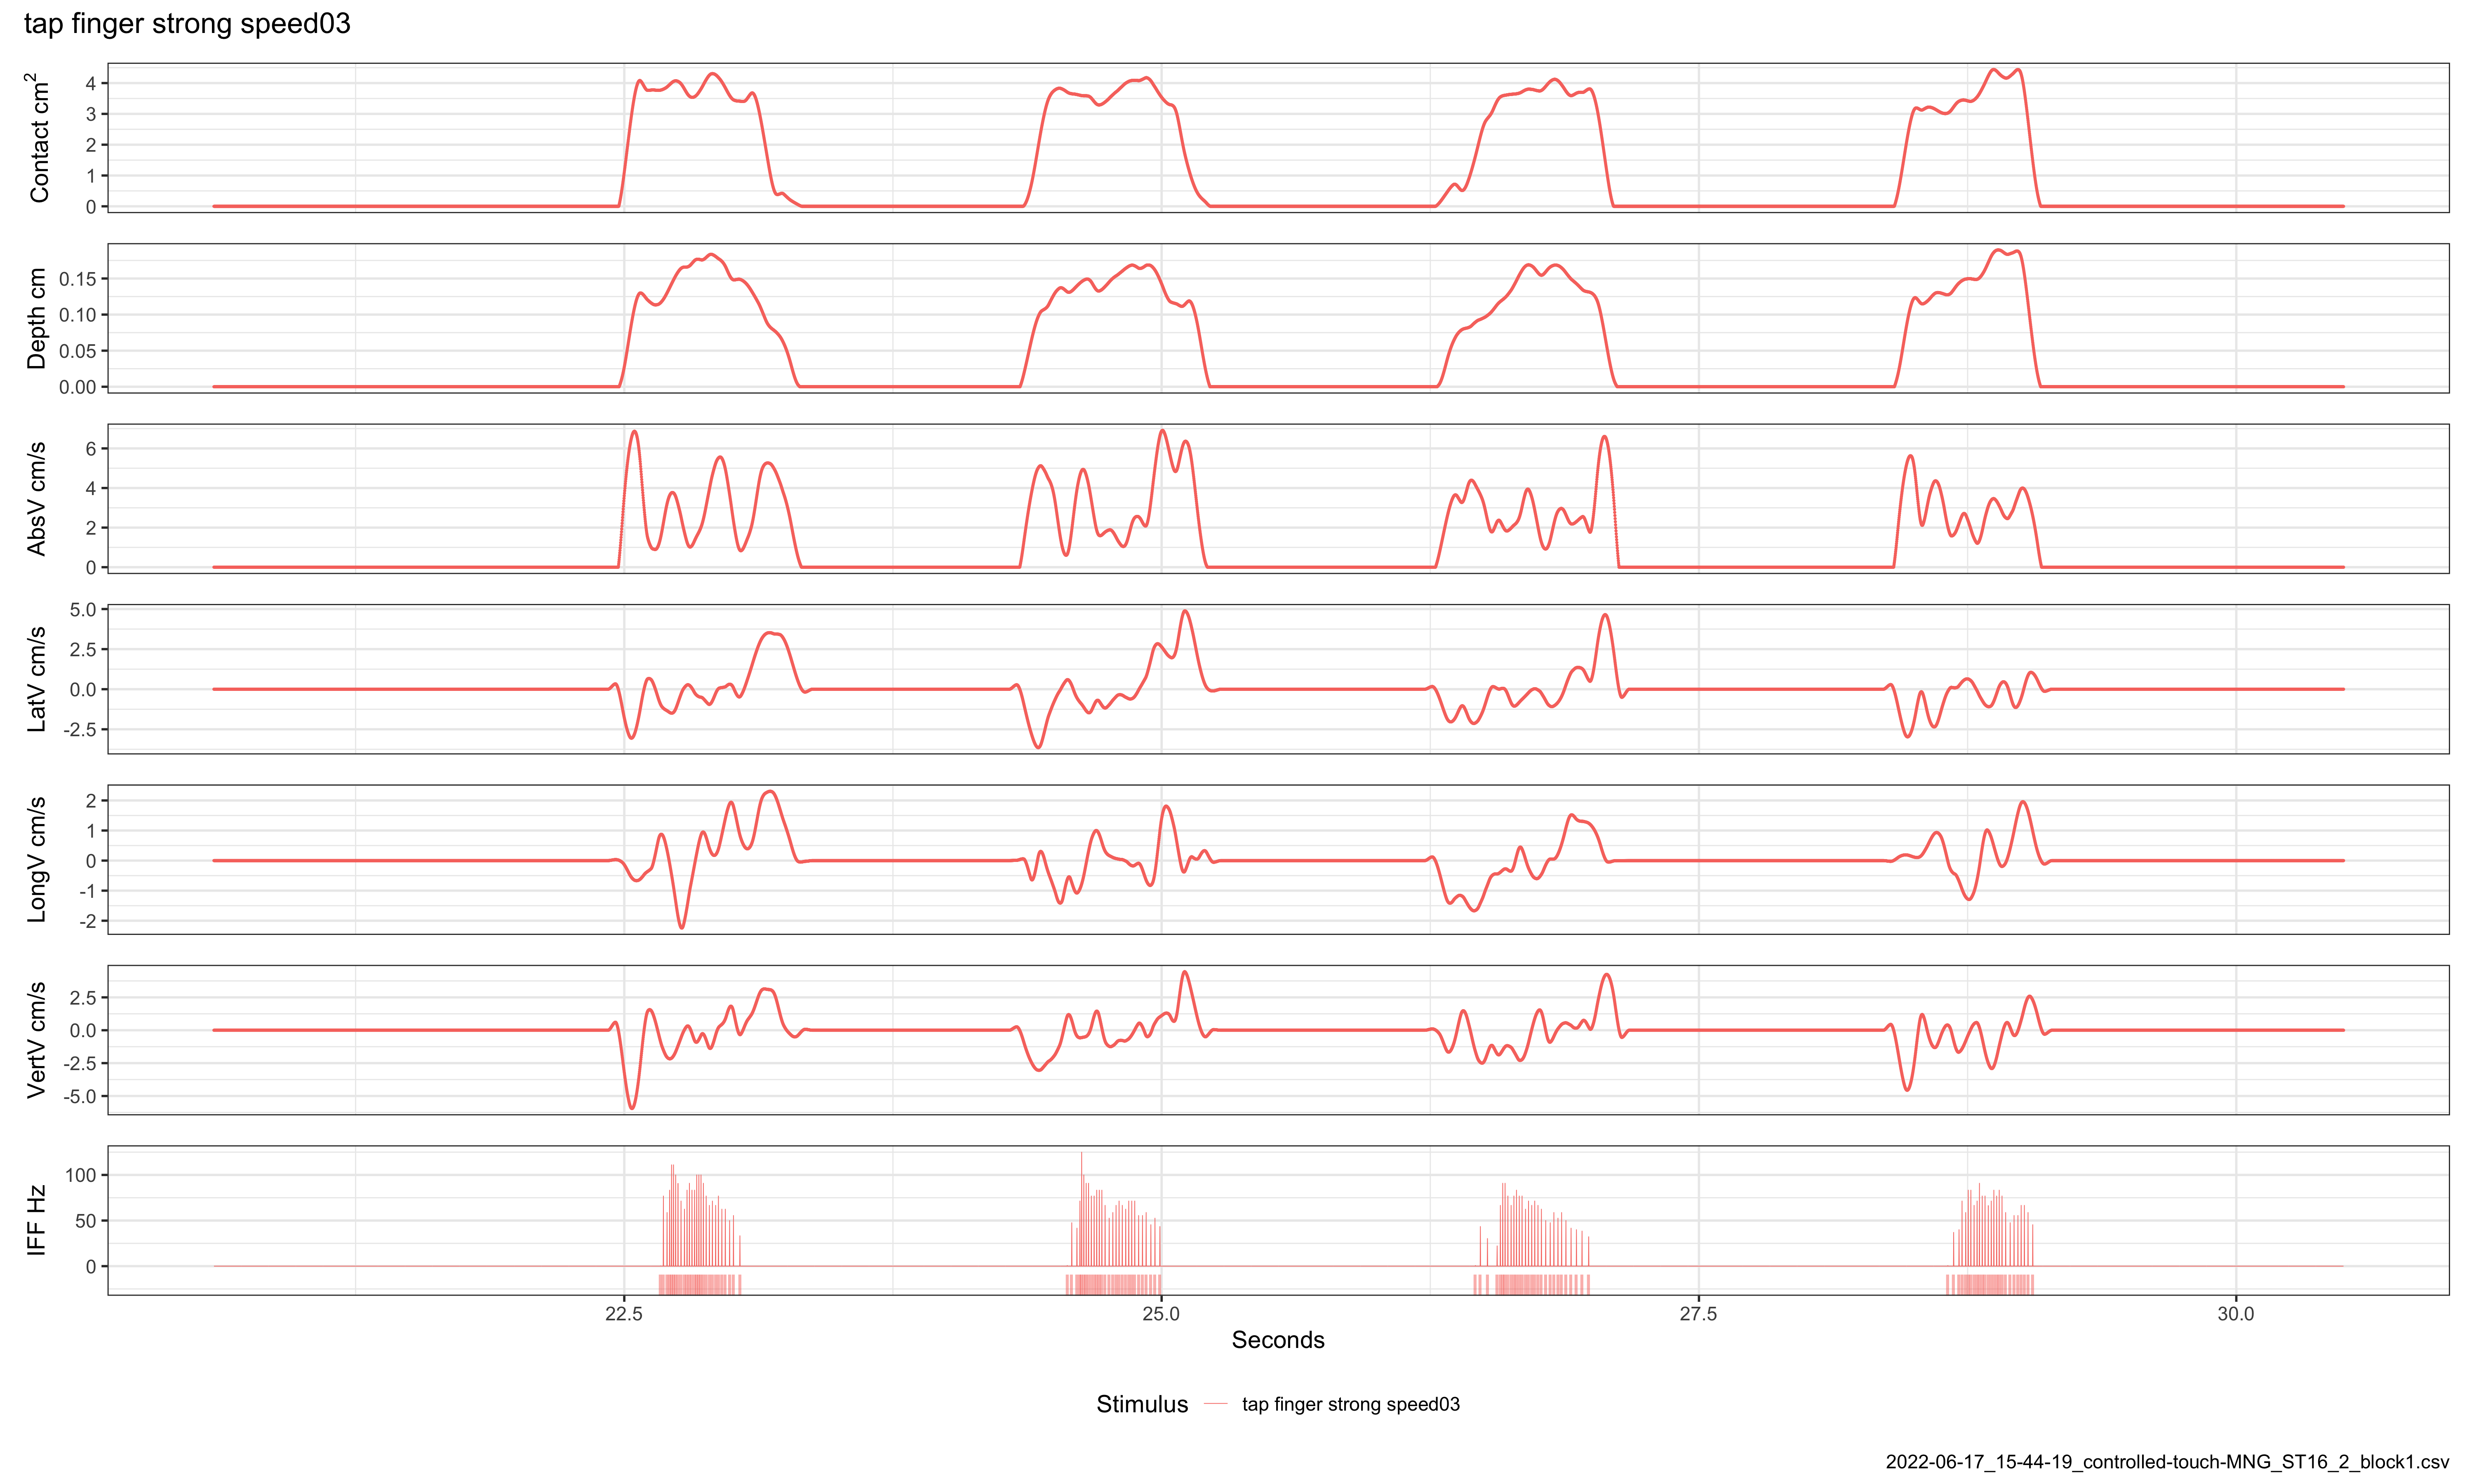 tap finger strong speed03
Contact cm²
4
3
2
1
0
Depth cm
0.15
0.10
0.05
0.00
AbsV cm/s
6
4
2
0
LatV cm/s
5.0
2.5
0.0
-2.5
LongV cm/s
2
1
0
-1
-2
VertV cm/s
2.5
0.0
-2.5
-5.0
IFF Hz
100
50
0
22.5 25.0 27.5 30.0
Seconds
Stimulus tap finger strong speed03
2022-06-17_15-44-19_controlled-touch-MNG_ST16_2_block1.csv